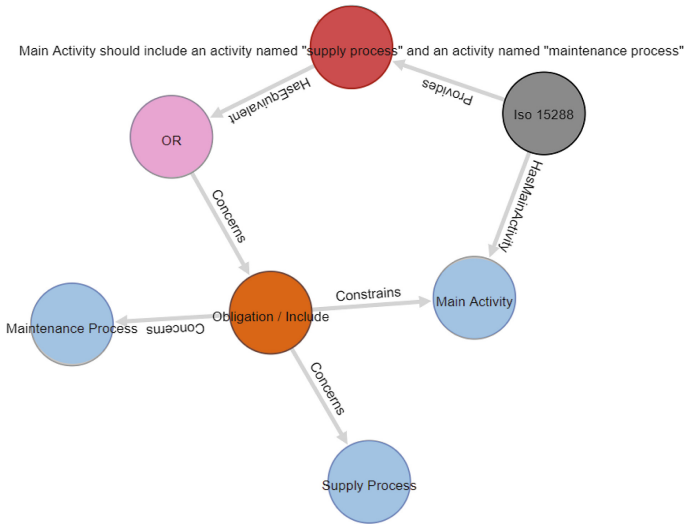 Main Activity should include an activity named "supply process" and an activity named "maintenance process"
HasEquivalent
Provides
Iso 15288
OR
HasMainActivity
Concerns
Main Activity
Constrains
Obligation / Include
Concerns
Maintenance Process
Concerns
Supply Process